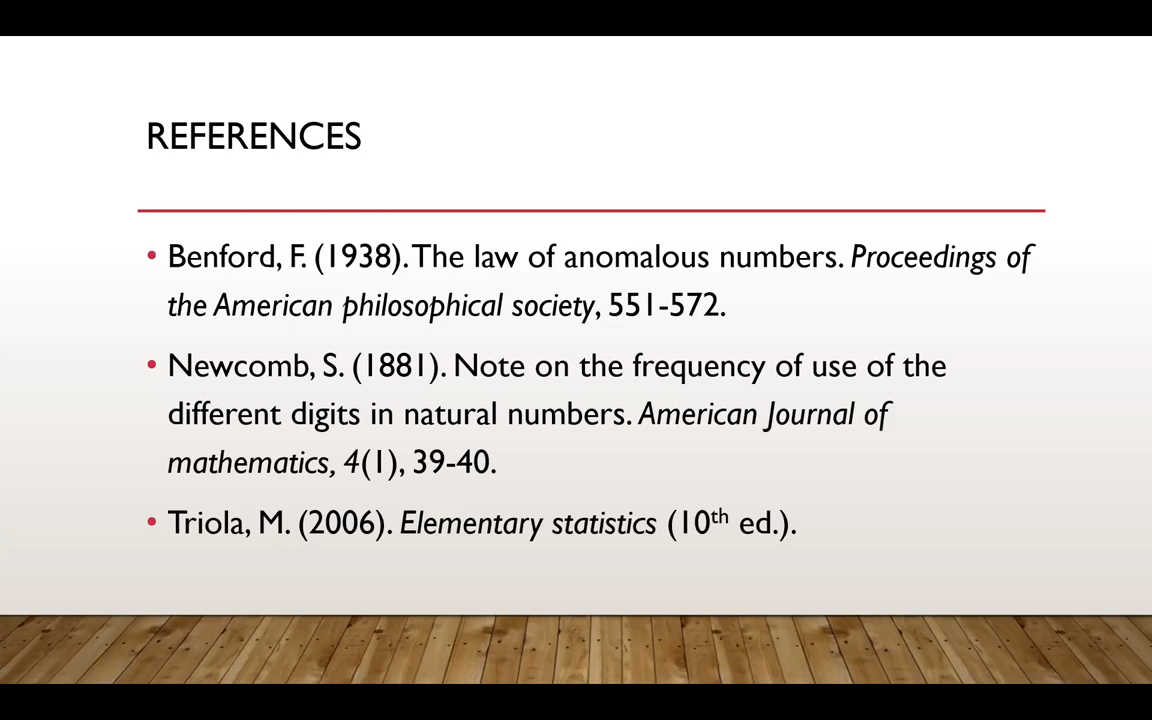 REFERENCES
• Benford, F. (1938). The law of anomalous numbers. Proceedings of
the American philosophical society, 551-572.
• Newcomb, S. (1881). Note on the frequency of use of the
different digits in natural numbers. American Journal of
mathematics, 4(1), 39-40.
• Triola, M. (2006). Elementary statistics (10th ed.).